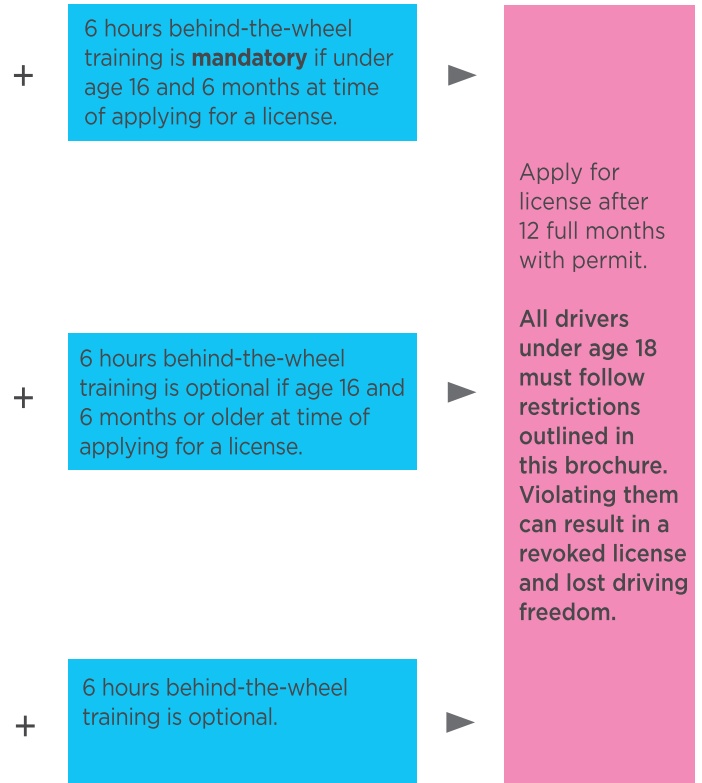 +
6 hours behind-the-wheel
training is mandatory if under
age 16 and 6 months at time
of applying for a license.
+
6 hours behind-the-wheel
training is optional if age 16 and
6 months or older at time of
applying for a license.
+
6 hours behind-the-wheel
training is optional.
Apply for
license after
12 full months
with permit.
All drivers
under age 18
must follow
restrictions
outlined in
this brochure.
Violating them
can result in a
revoked license
and lost driving
freedom.